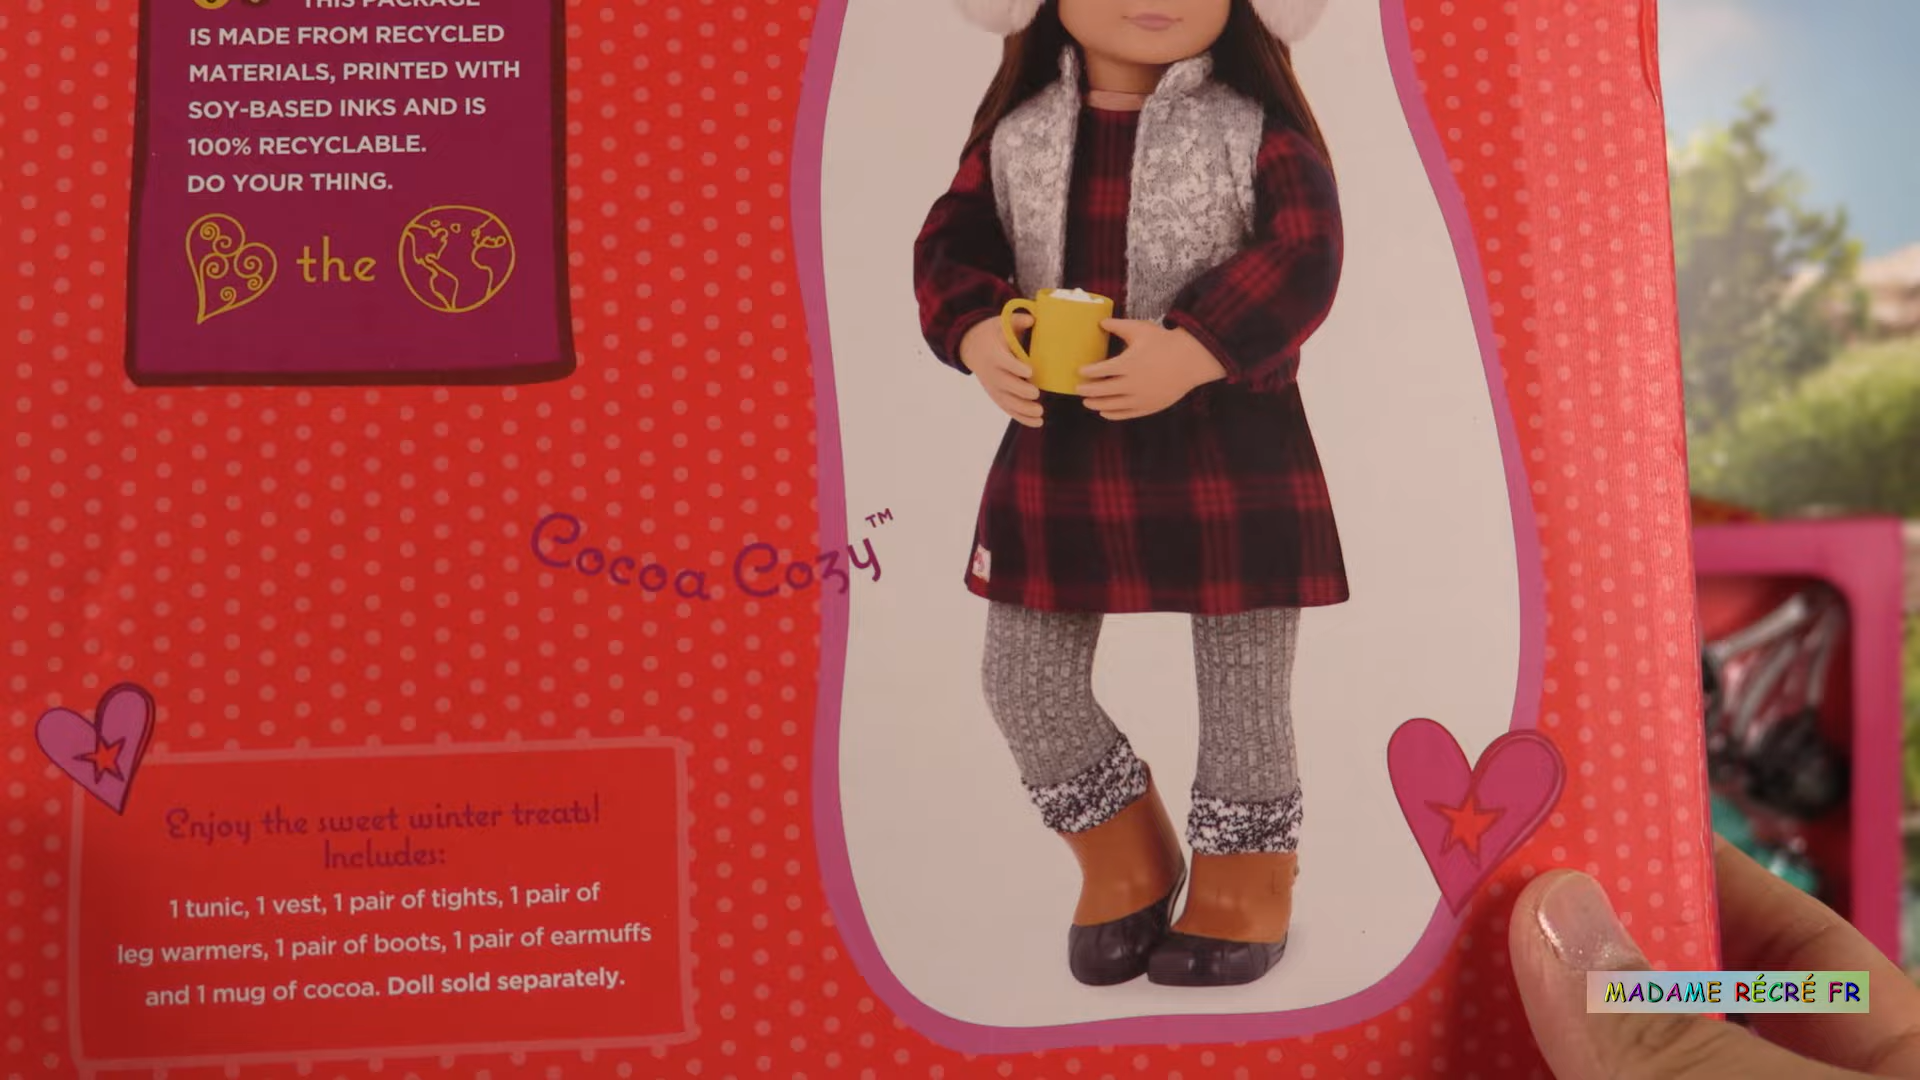 THIS PACKAGE
IS MADE FROM RECYCLED
MATERIALS, PRINTED WITH
SOY-BASED INKS AND IS
100% RECYCLABLE.
DO YOUR THING.
the
Cocoa Cozy™
Enjoy the sweet winter treats!
Includes:
1 tunic, 1 vest, 1 pair of tights, 1 pair of
leg warmers, 1 pair of boots, 1 pair of earmuffs
and 1 mug of cocoa. Doll sold separately.
MADAME RÉCRÉ FR